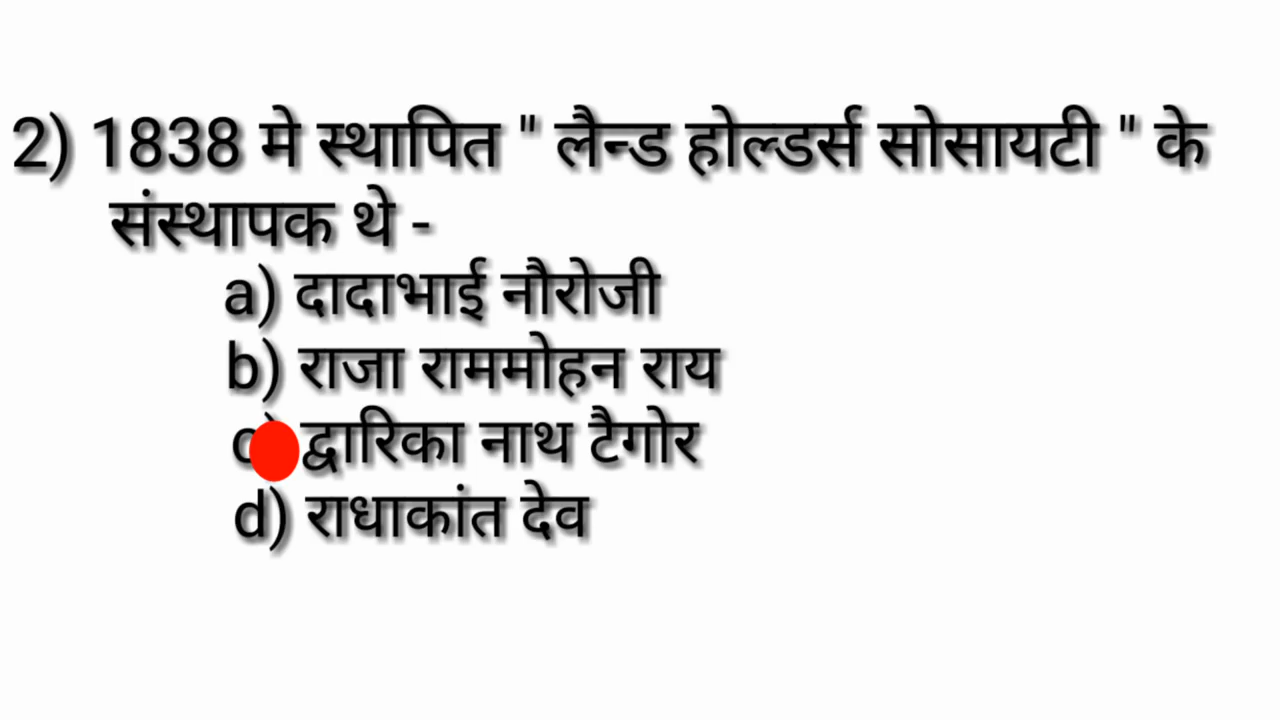 2) 1838 मे स्थापित " लैन्ड होल्डर्स सोसायटी " के
संस्थापक थे -
a) दादाभाई नौरोजी
b) राजा राममोहन राय
c) द्वारिका नाथ टैगोर
d) राधाकांत देव